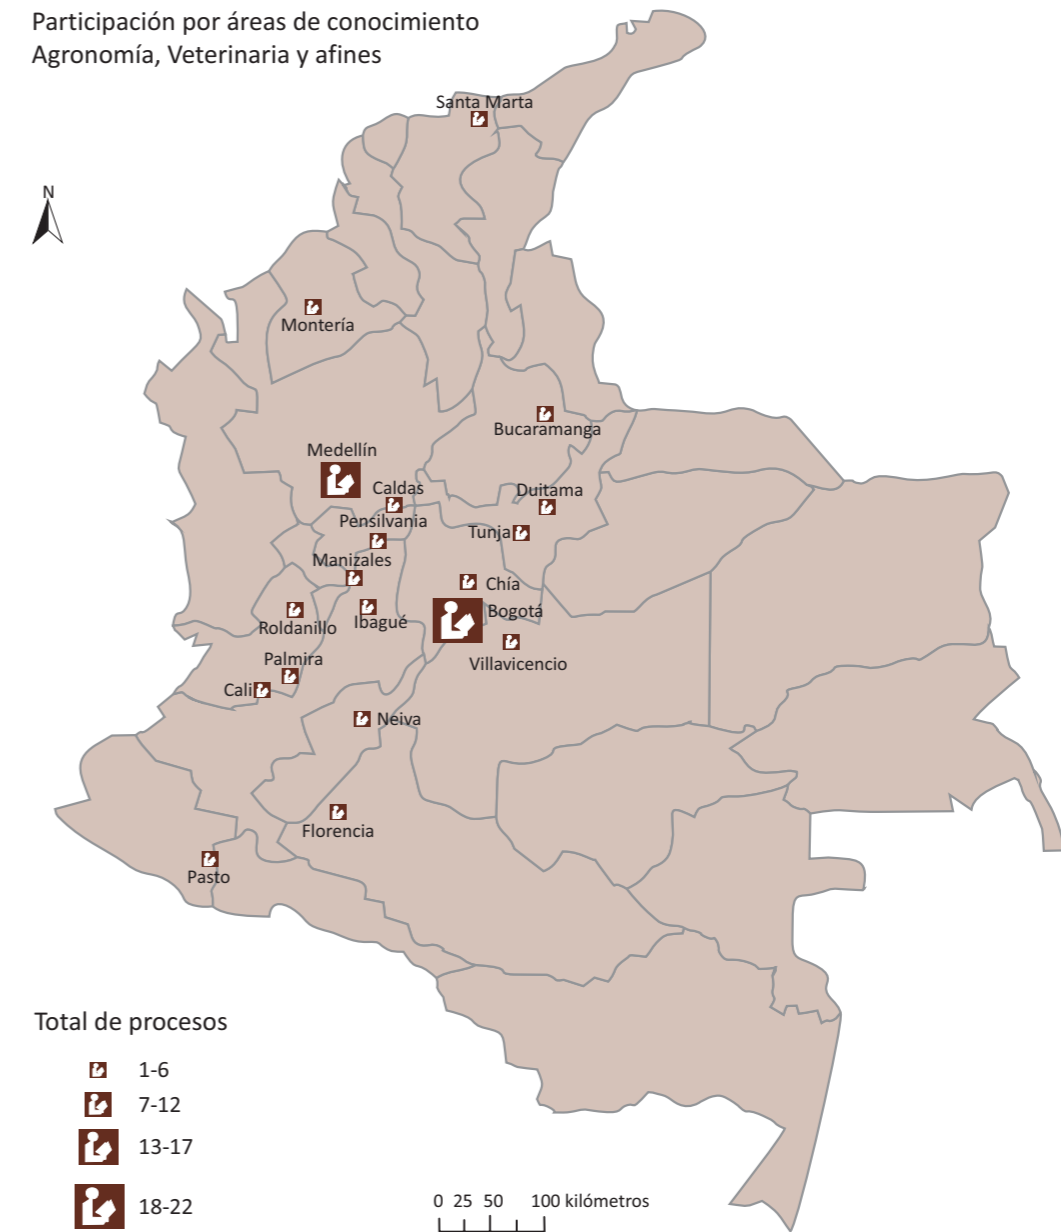 Participación por áreas de conocimiento
Agronomía, Veterinaria y afines
Santa Marta
N
Montería
Bucaramanga
Medellín
Caldas
Duitama
Pensilvania
Tunja
Manizales
Chía
Bogotá
Ibagué
Roldanillo
Villavicencio
Palmira
Cali
Neiva
Florencia
Pasto
Total de procesos
1-6
7-12
13-17
18-22
0 25 50 100 kilómetros